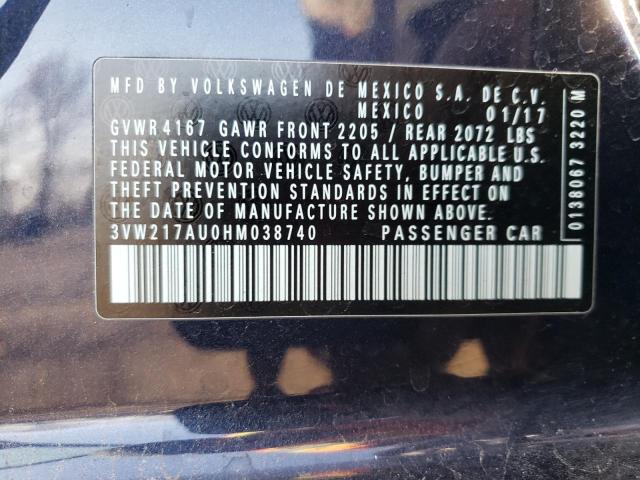 MFD BY VOLKSWAGEN DE MEXICO S.A. DE C.V.
MEXICO 01/17
GVWR 4167 GAWR FRONT 2205 / REAR 2072 LBS
THIS VEHICLE CONFORMS TO ALL APPLICABLE U.S.
FEDERAL MOTOR VEHICLE SAFETY, BUMPER AND
THEFT PREVENTION STANDARDS IN EFFECT ON
THE DATE OF MANUFACTURE SHOWN ABOVE
3VW217AU0HM038740 PASSENGER CAR
0138067 3220 M